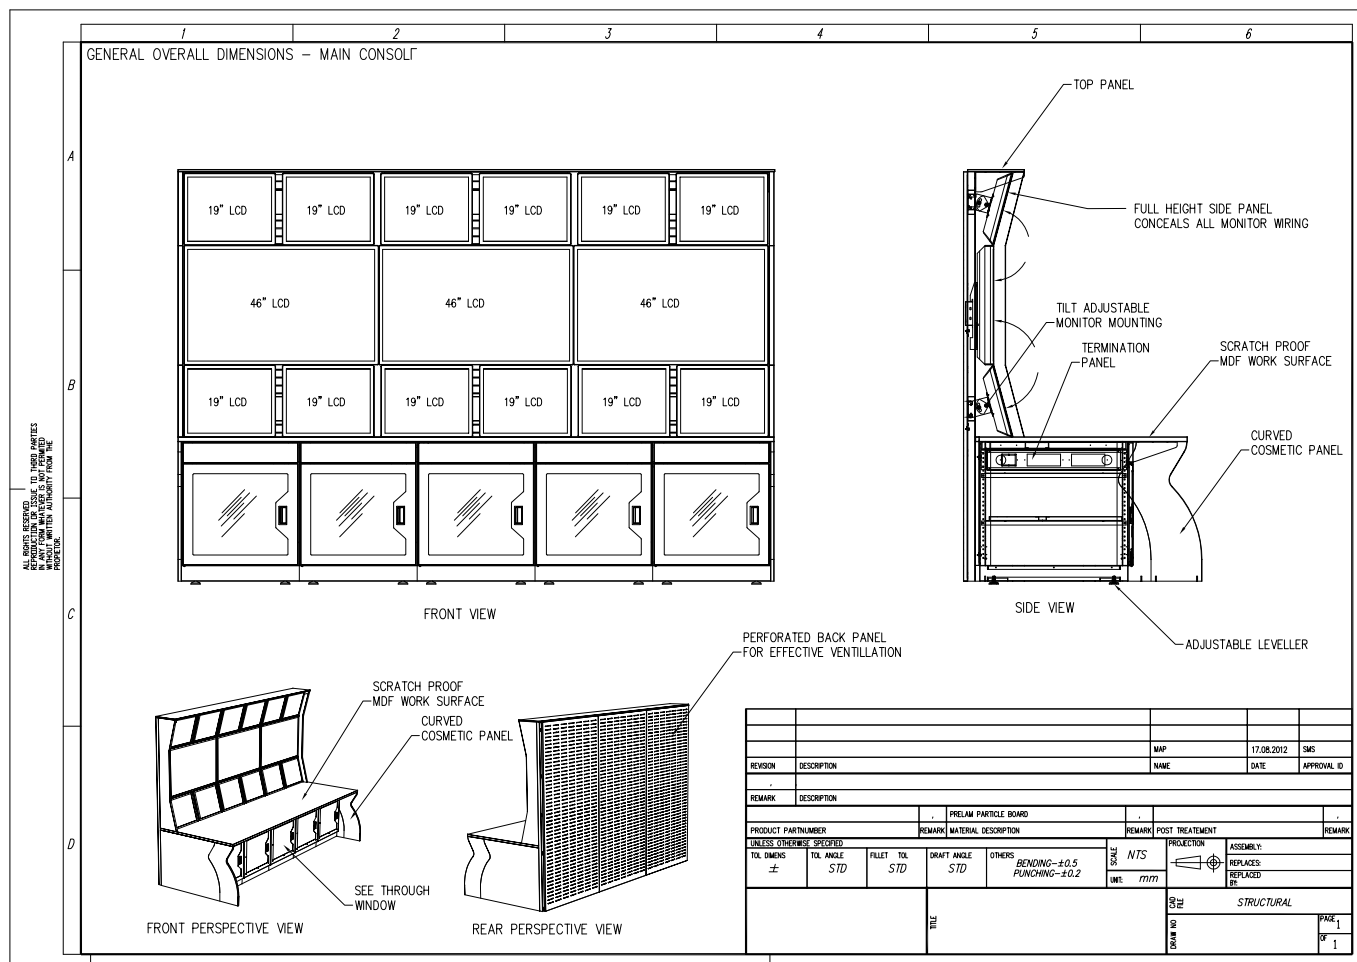 1 2 3 4 5 6
GENERAL OVERALL DIMENSIONS - MAIN CONSOLE
A
B
C
D
TOP PANEL
FULL HEIGHT SIDE PANEL
CONCEALS ALL MONITOR WIRING
19" LCD 19" LCD 19" LCD 19" LCD 19" LCD 19" LCD
46" LCD 46" LCD 46" LCD
19" LCD 19" LCD 19" LCD 19" LCD 19" LCD 19" LCD
TILT ADJUSTABLE
MONITOR MOUNTING
TERMINATION
PANEL
SCRATCH PROOF
MDF WORK SURFACE
CURVED
COSMETIC PANEL
ALL RIGHTS RESERVED.
REPRODUCTION OR ISSUE TO THIRD PARTIES
IN ANY FORM WHATEVER IS NOT PERMITED
WITHOUT WRITTEN AUTHORITY FROM THE
PROPIETOR.
FRONT VIEW
SIDE VIEW
ADJUSTABLE LEVELLER
PERFORATED BACK PANEL
FOR EFFECTIVE VENTILLATION
SCRATCH PROOF
MDF WORK SURFACE
CURVED
COSMETIC PANEL
SEE THROUGH
WINDOW
FRONT PERSPECTIVE VIEW
REAR PERSPECTIVE VIEW
MAP 17.08.2012 SMS
REVISION DESCRIPTION NAME DATE APPROVAL ID
REMARK DESCRIPTION
PRELAM PARTICLE BOARD
PRODUCT PARTNUMBER REMARK MATERIAL DESCRIPTION REMARK POST TREATEMENT REMARK
UNLESS OTHERWISE SPECIFIED
TOL DIMENS TOL ANGLE FILLET TOL DRAFT ANGLE OTHERS
± STD STD STD BENDING-±0.5
PUNCHING-±0.2
SCALE NTS
UNIT: mm
PROJECTION
ASSEMBLY:
REPLACES:
REPLACED
BY:
CAD
FILE
STRUCTURAL
TITLE
DRAW NO
PAGE 1
OF 1